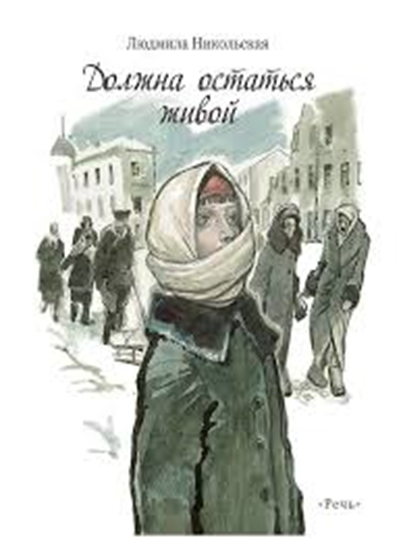 Людмила Никольская
Должна остаться
живой
«Речь»